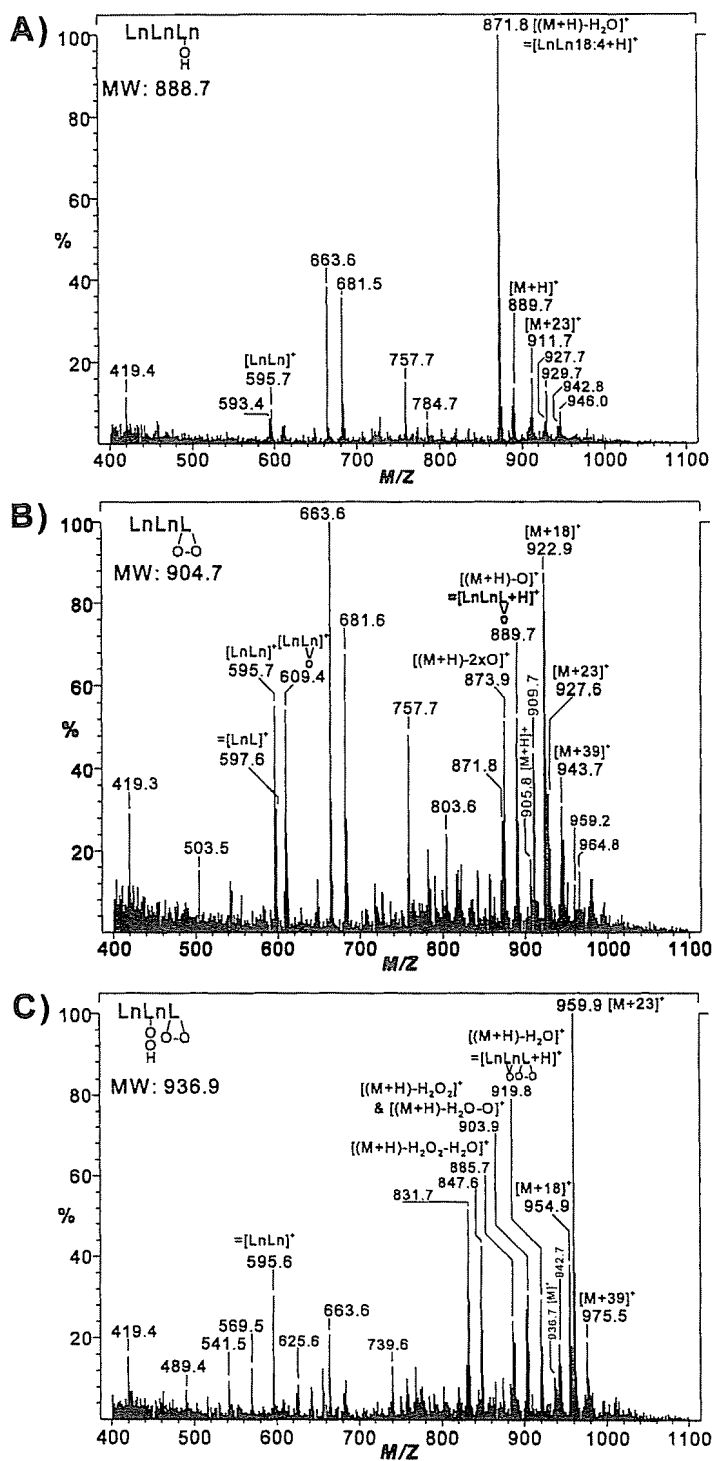 A)
LnLnLn
O
H
MW: 888.7
871.8 [(M+H)-H₂O]⁺
=[LnLn18:4+H]⁺
100
80
60
%
40
20
663.6
681.5
[M+H]⁺
889.7
[M+23]⁺
911.7
927.7
929.7
942.8
946.0
419.4
[LnLn]⁺
595.7
593.4
757.7
784.7
400 500 600 700 800 900 1000 1100
M/Z
B)
LnLnL
O-O
MW: 904.7
100
80
60
%
40
20
663.6
[M+18]⁺
922.9
[(M+H)-O]⁺
=[LnLnL+H]⁺
O
889.7
681.6
[LnLn]⁺
O
609.4
[LnLn]⁺
595.7
[(M+H)-2xO]⁺
873.9
909.7
[M+23]⁺
927.6
757.7
=[LnL]⁺
597.6
871.8
905.8 [M+H]+
[M+39]⁺
943.7
419.3
803.6
959.2
964.8
503.5
400 500 600 700 800 900 1000 1100
M/Z
C)
LnLnL
O O-O
O
H
MW: 936.9
100
80
60
%
40
20
959.9 [M+23]⁺
[(M+H)-H₂O]⁺
=[LnLnL+H]⁺
O O-O
919.8
[(M+H)-H₂O₂]⁺
& [(M+H)-H₂O-O]⁺
903.9
[(M+H)-H₂O₂-H₂O]⁺
885.7
847.6
831.7
[M+18]⁺
954.9
=[LnLn]⁺
595.6
936.7 [M]⁺
942.7
[M+39]⁺
975.5
663.6
569.5
541.5
625.6
419.4
489.4
739.6
400 500 600 700 800 900 1000 1100
M/Z